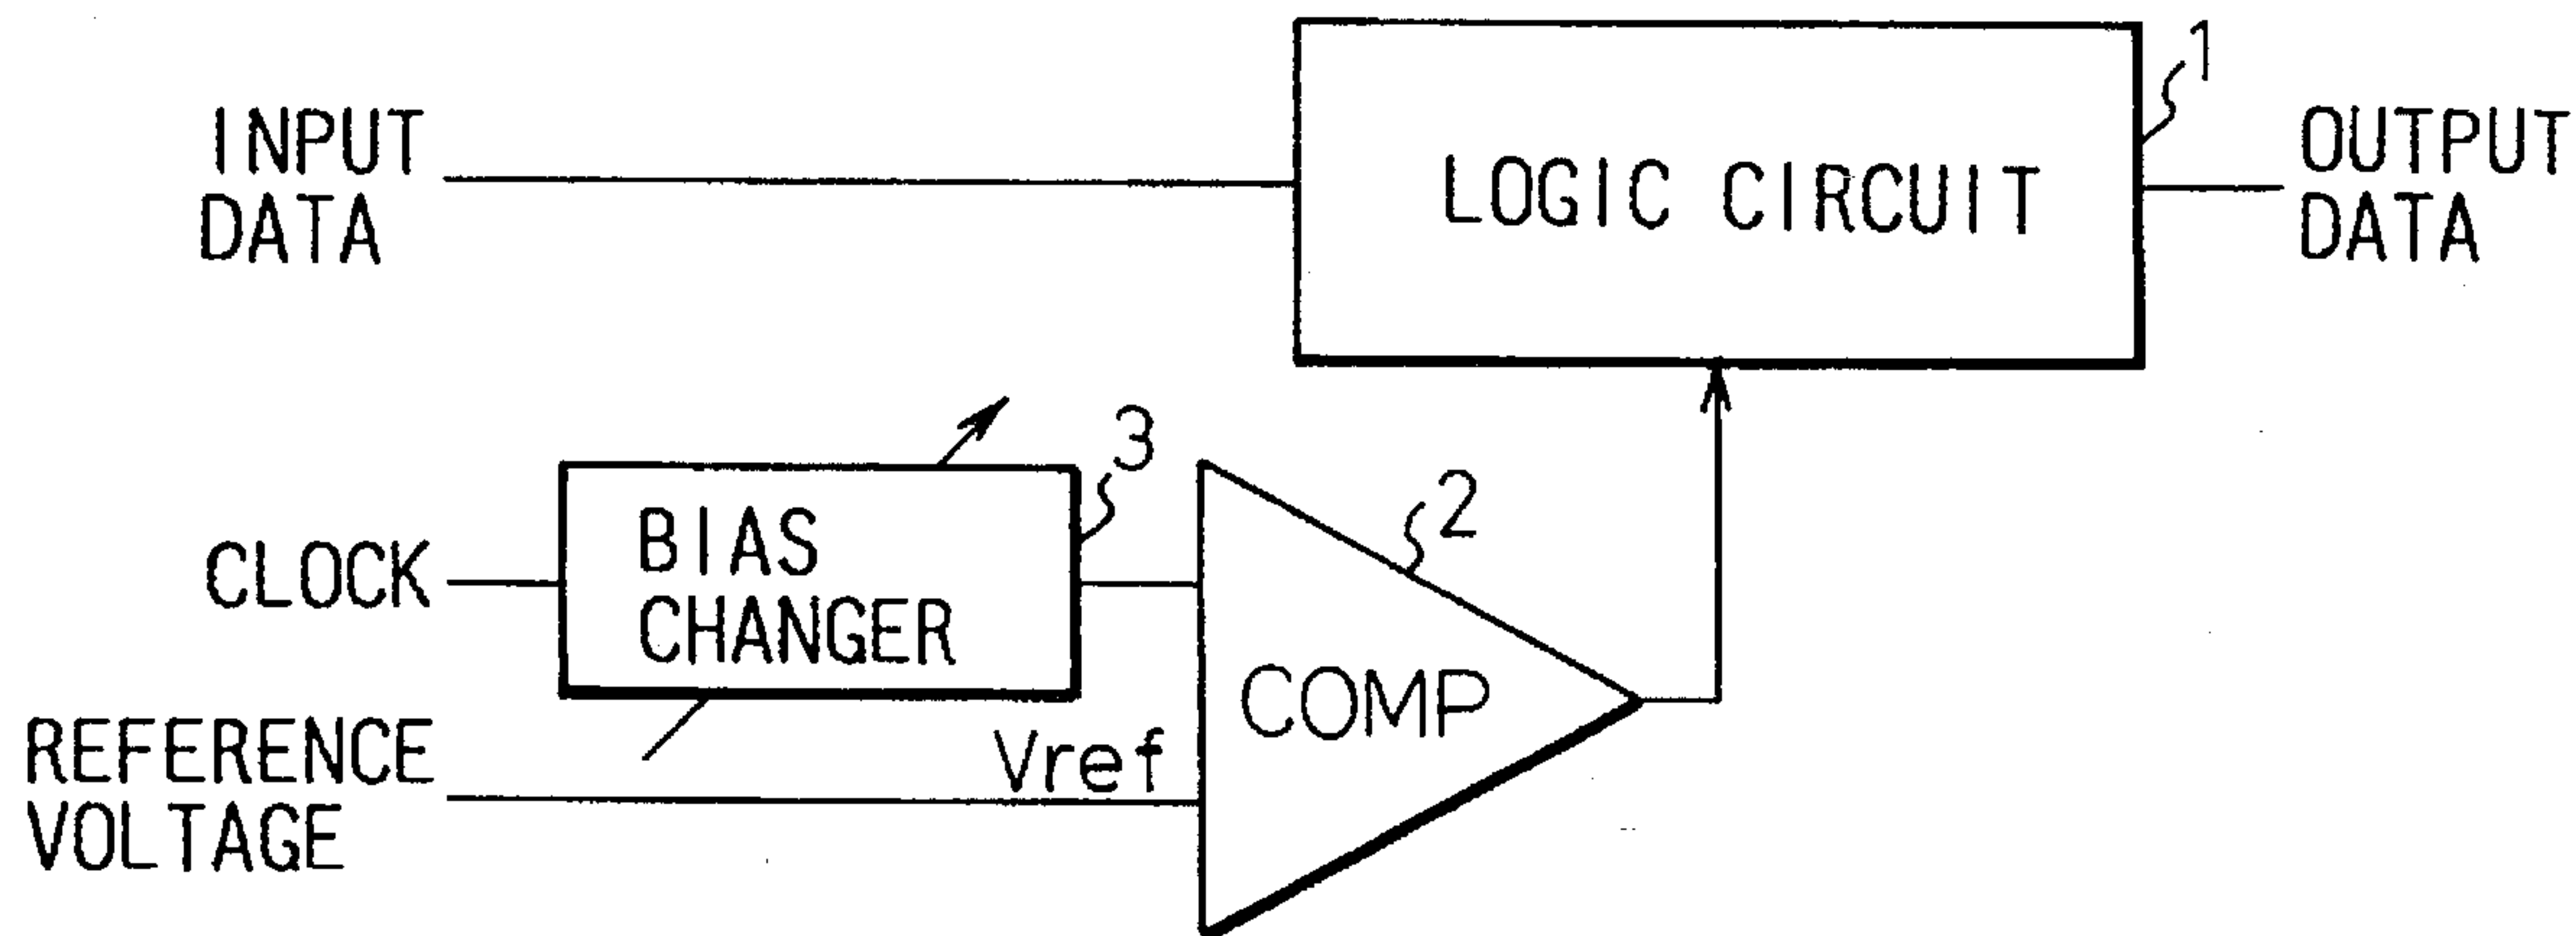 INPUT
DATA
LOGIC CIRCUIT
1
OUTPUT
DATA
CLOCK
BIAS
CHANGER
3
2
COMP
REFERENCE
VOLTAGE
Vref